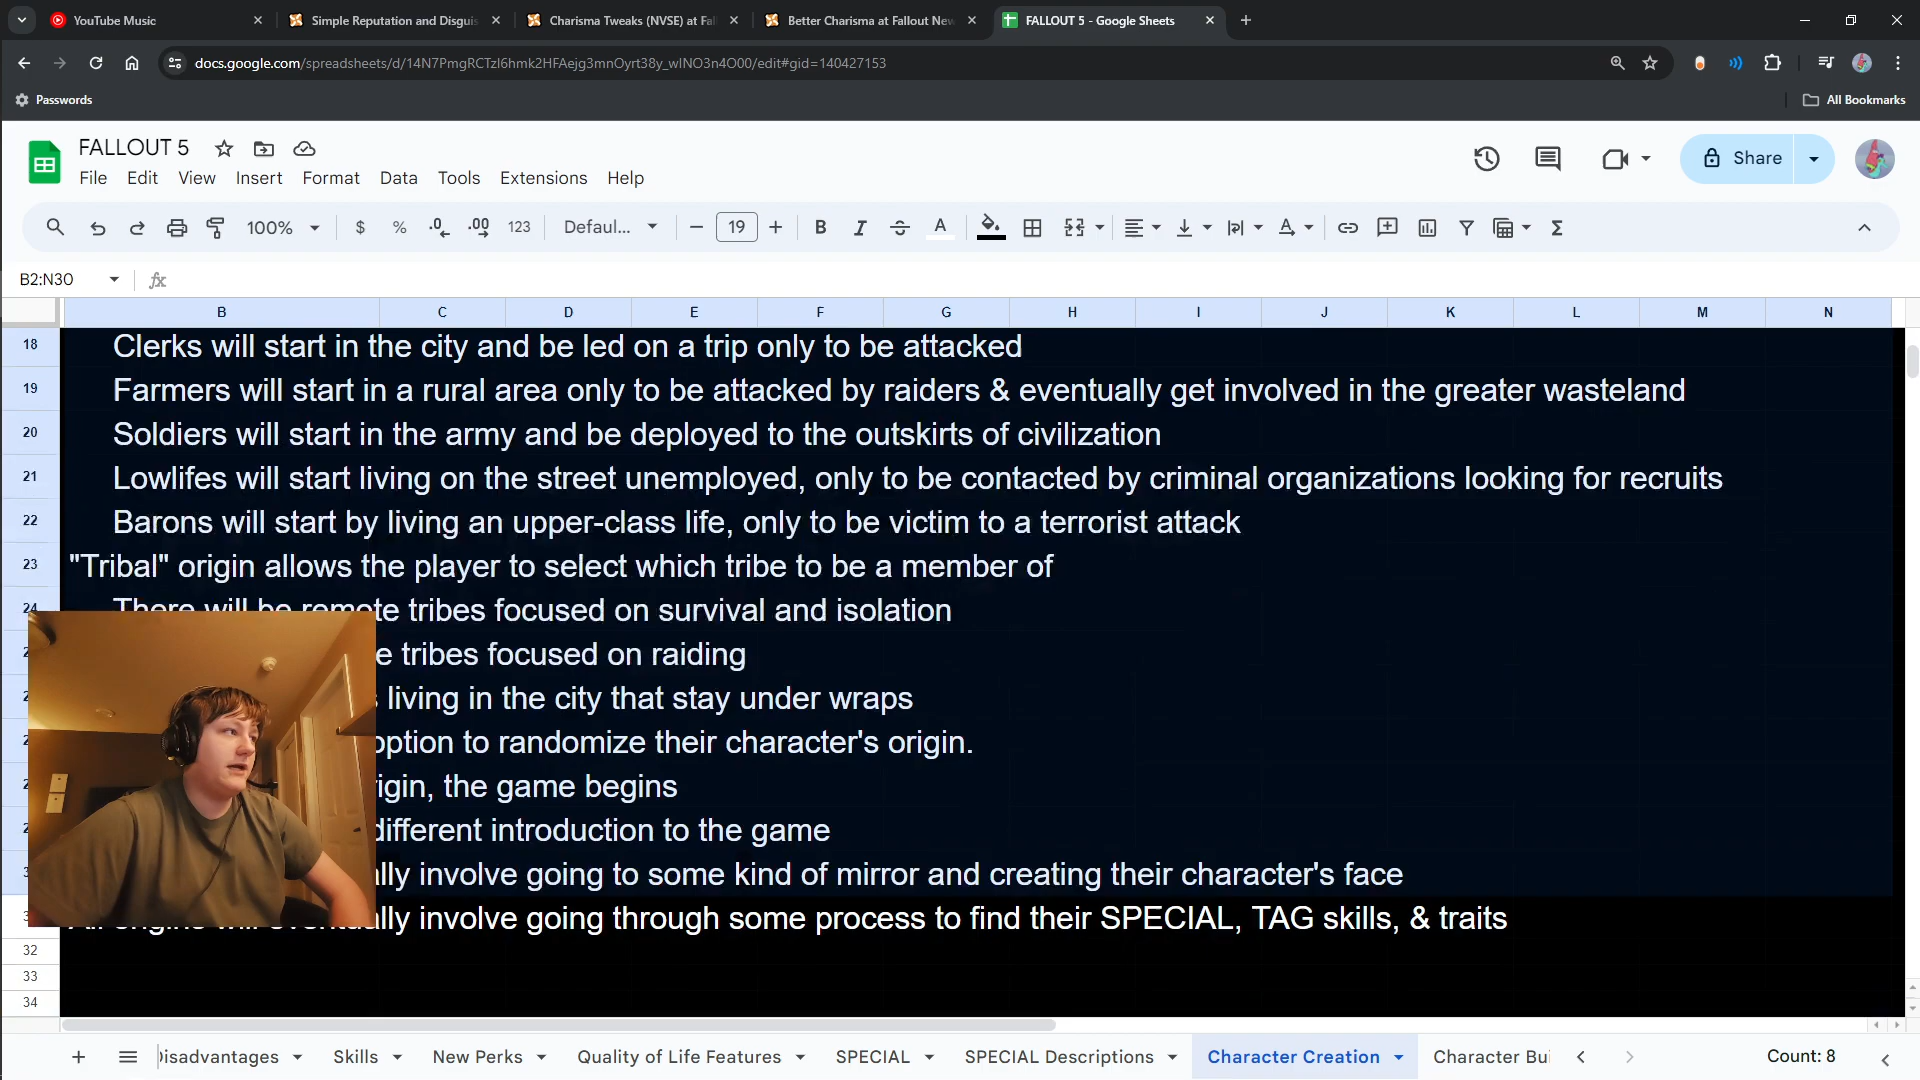 YouTube Music
Simple Reputation and Disguis
Charisma Tweaks (NVSE) at Fal
Better Charisma at Fallout New
FALLOUT 5 - Google Sheets
docs.google.com/spreadsheets/d/14N7PmgRCTzl6hmk2HFAejg3mnOyrt38y_wlNO3n4O00/edit#gid=140427153
Passwords
All Bookmarks
FALLOUT 5
File Edit View Insert Format Data Tools Extensions Help
Share
100% $ % .0 .00 123 Defaul... 19 B I A Σ
B2:N30 fx
B C D E F G H I J K L M N
18 Clerks will start in the city and be led on a trip only to be attacked
19 Farmers will start in a rural area only to be attacked by raiders & eventually get involved in the greater wasteland
20 Soldiers will start in the army and be deployed to the outskirts of civilization
21 Lowlifes will start living on the street unemployed, only to be contacted by criminal organizations looking for recruits
22 Barons will start by living an upper-class life, only to be victim to a terrorist attack
23 "Tribal" origin allows the player to select which tribe to be a member of
24 There will be remote tribes focused on survival and isolation
e tribes focused on raiding
living in the city that stay under wraps
option to randomize their character's origin.
igin, the game begins
different introduction to the game
lly involve going to some kind of mirror and creating their character's face
All origins will eventually involve going through some process to find their SPECIAL, TAG skills, & traits
32
33
34
isadvantages Skills New Perks Quality of Life Features SPECIAL SPECIAL Descriptions Character Creation Character Bui Count: 8